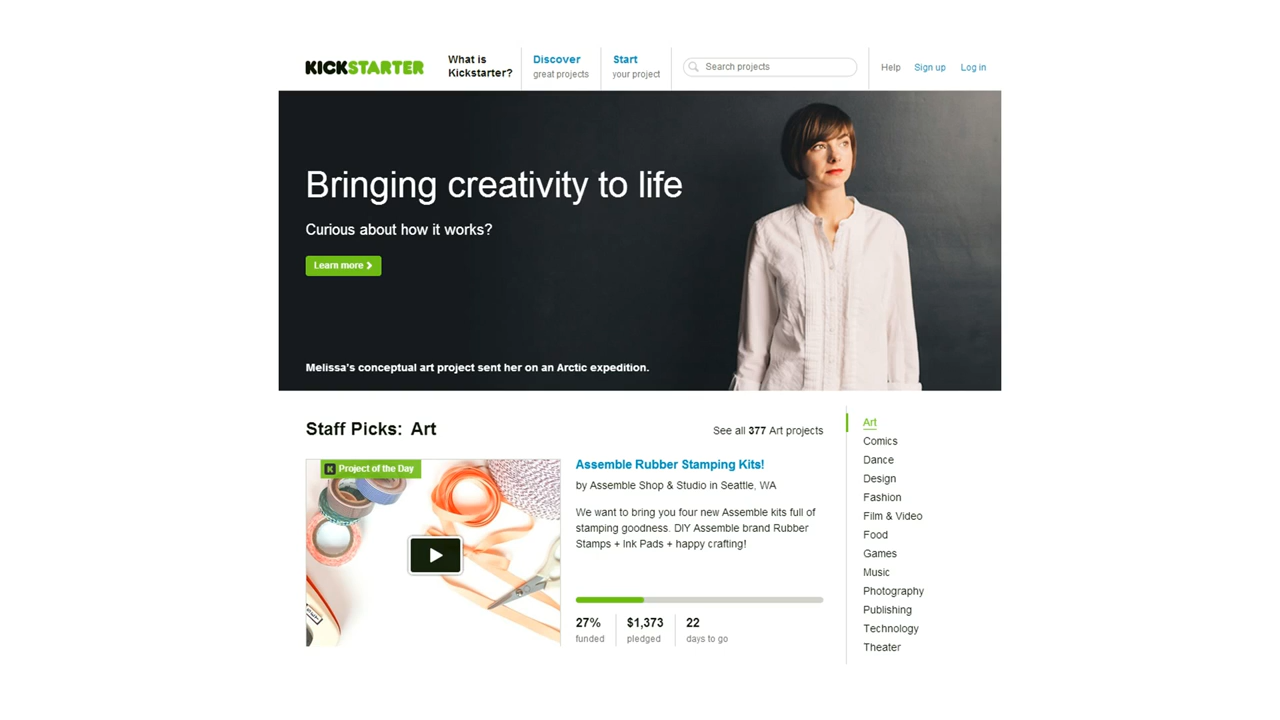 KICKSTARTER
What is
Kickstarter?
Discover
great projects
Start
your project
Search projects
Help
Sign up
Log in
Bringing creativity to life
Curious about how it works?
Learn more
Melissa's conceptual art project sent her on an Arctic expedition.
Staff Picks: Art
See all 377 Art projects
K Project of the Day
Assemble Rubber Stamping Kits!
by Assemble Shop & Studio in Seattle, WA
We want to bring you four new Assemble kits full of
stamping goodness. DIY Assemble brand Rubber
Stamps + Ink Pads + happy crafting!
27%
funded
$1,373
pledged
22
days to go
Art
Comics
Dance
Design
Fashion
Film & Video
Food
Games
Music
Photography
Publishing
Technology
Theater